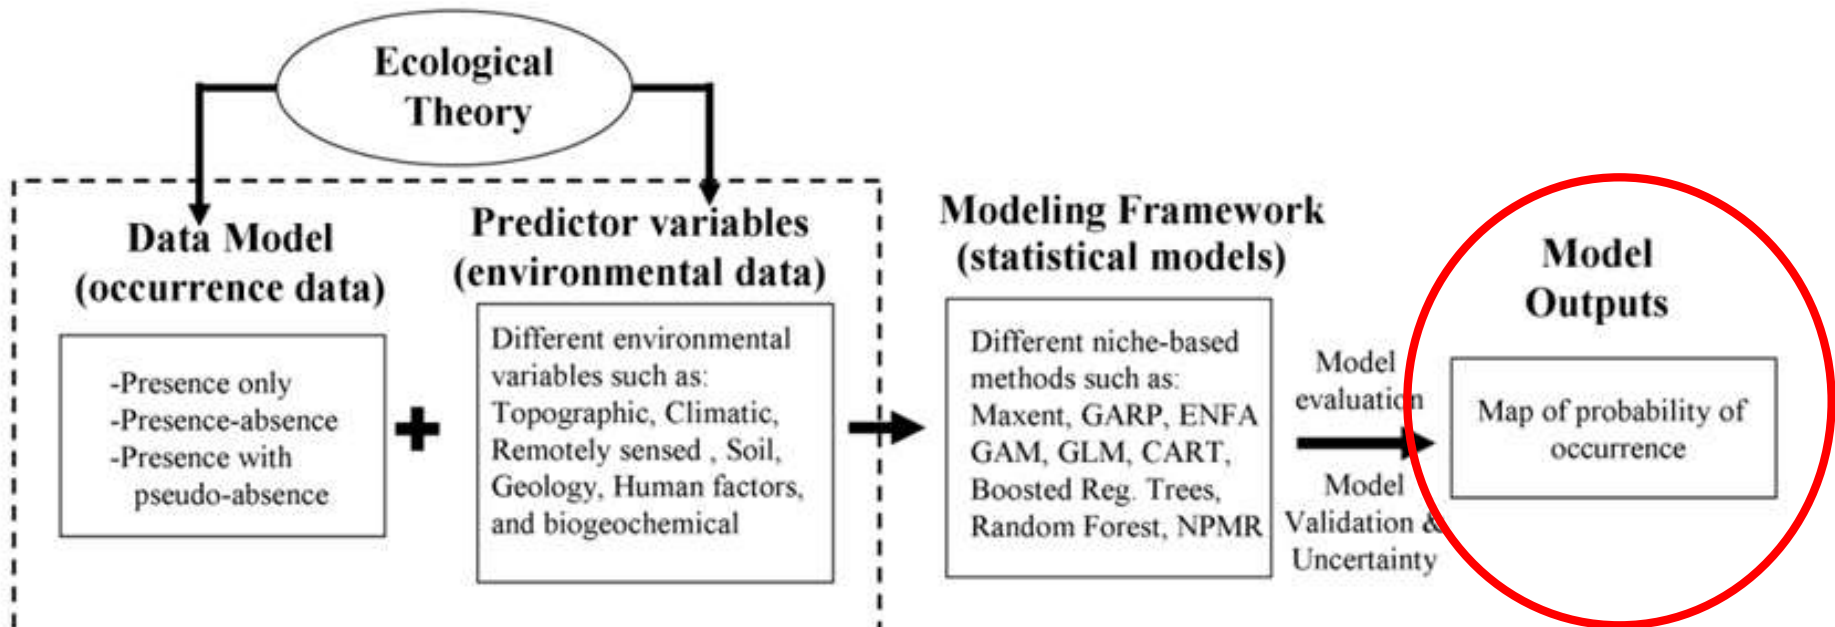 Ecological
Theory
Data Model
(occurrence data)
-Presence only
-Presence-absence
-Presence with
pseudo-absence
Predictor variables
(environmental data)
Different environmental
variables such as:
Topographic, Climatic,
Remotely sensed , Soil,
Geology, Human factors,
and biogeochemical
Modeling Framework
(statistical models)
Different niche-based
methods such as:
Maxent, GARP, ENFA
GAM, GLM, CART,
Boosted Reg. Trees,
Random Forest, NPMR
Model
evaluation
Model
Validation &
Uncertainty
Model
Outputs
Map of probability of
occurrence